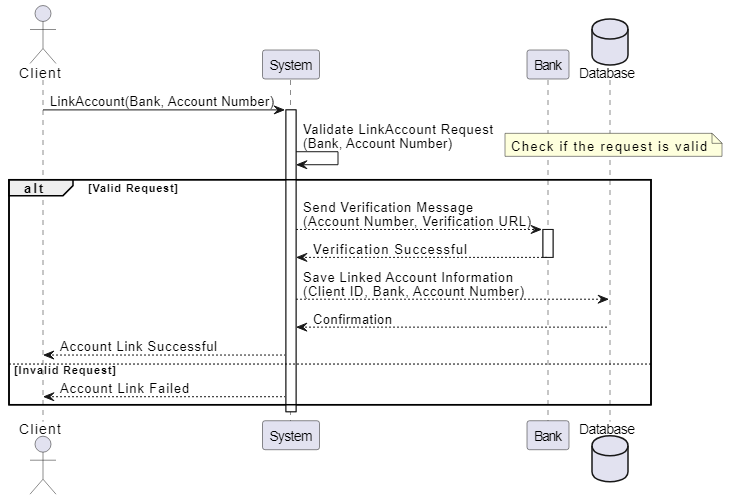 Client
System
Bank
Database
LinkAccount(Bank, Account Number)
Validate LinkAccount Request
(Bank, Account Number)
Check if the request is valid
alt
[Valid Request]
Send Verification Message
(Account Number, Verification URL)
Verification Successful
Save Linked Account Information
(Client ID, Bank, Account Number)
Confirmation
Account Link Successful
[Invalid Request]
Account Link Failed
Client
System
Bank
Database